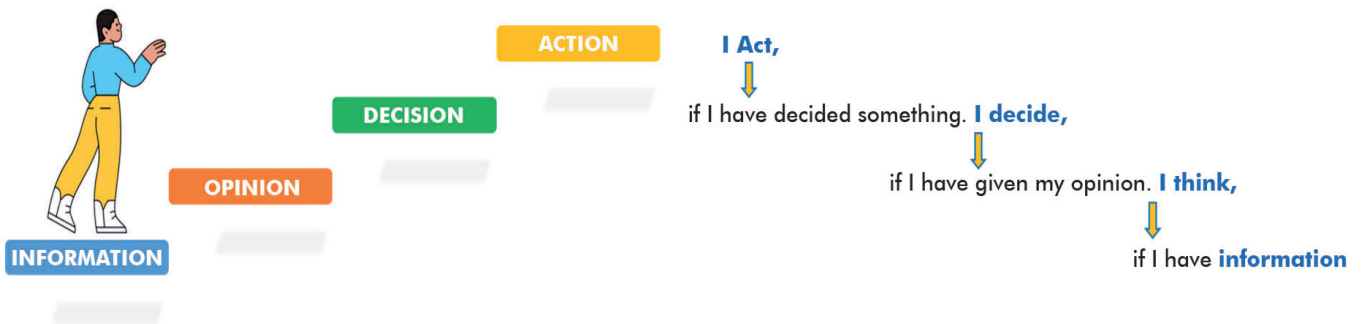 ACTION
DECISION
OPINION
INFORMATION
I Act,
if I have decided something. I decide,
if I have given my opinion. I think,
if I have information